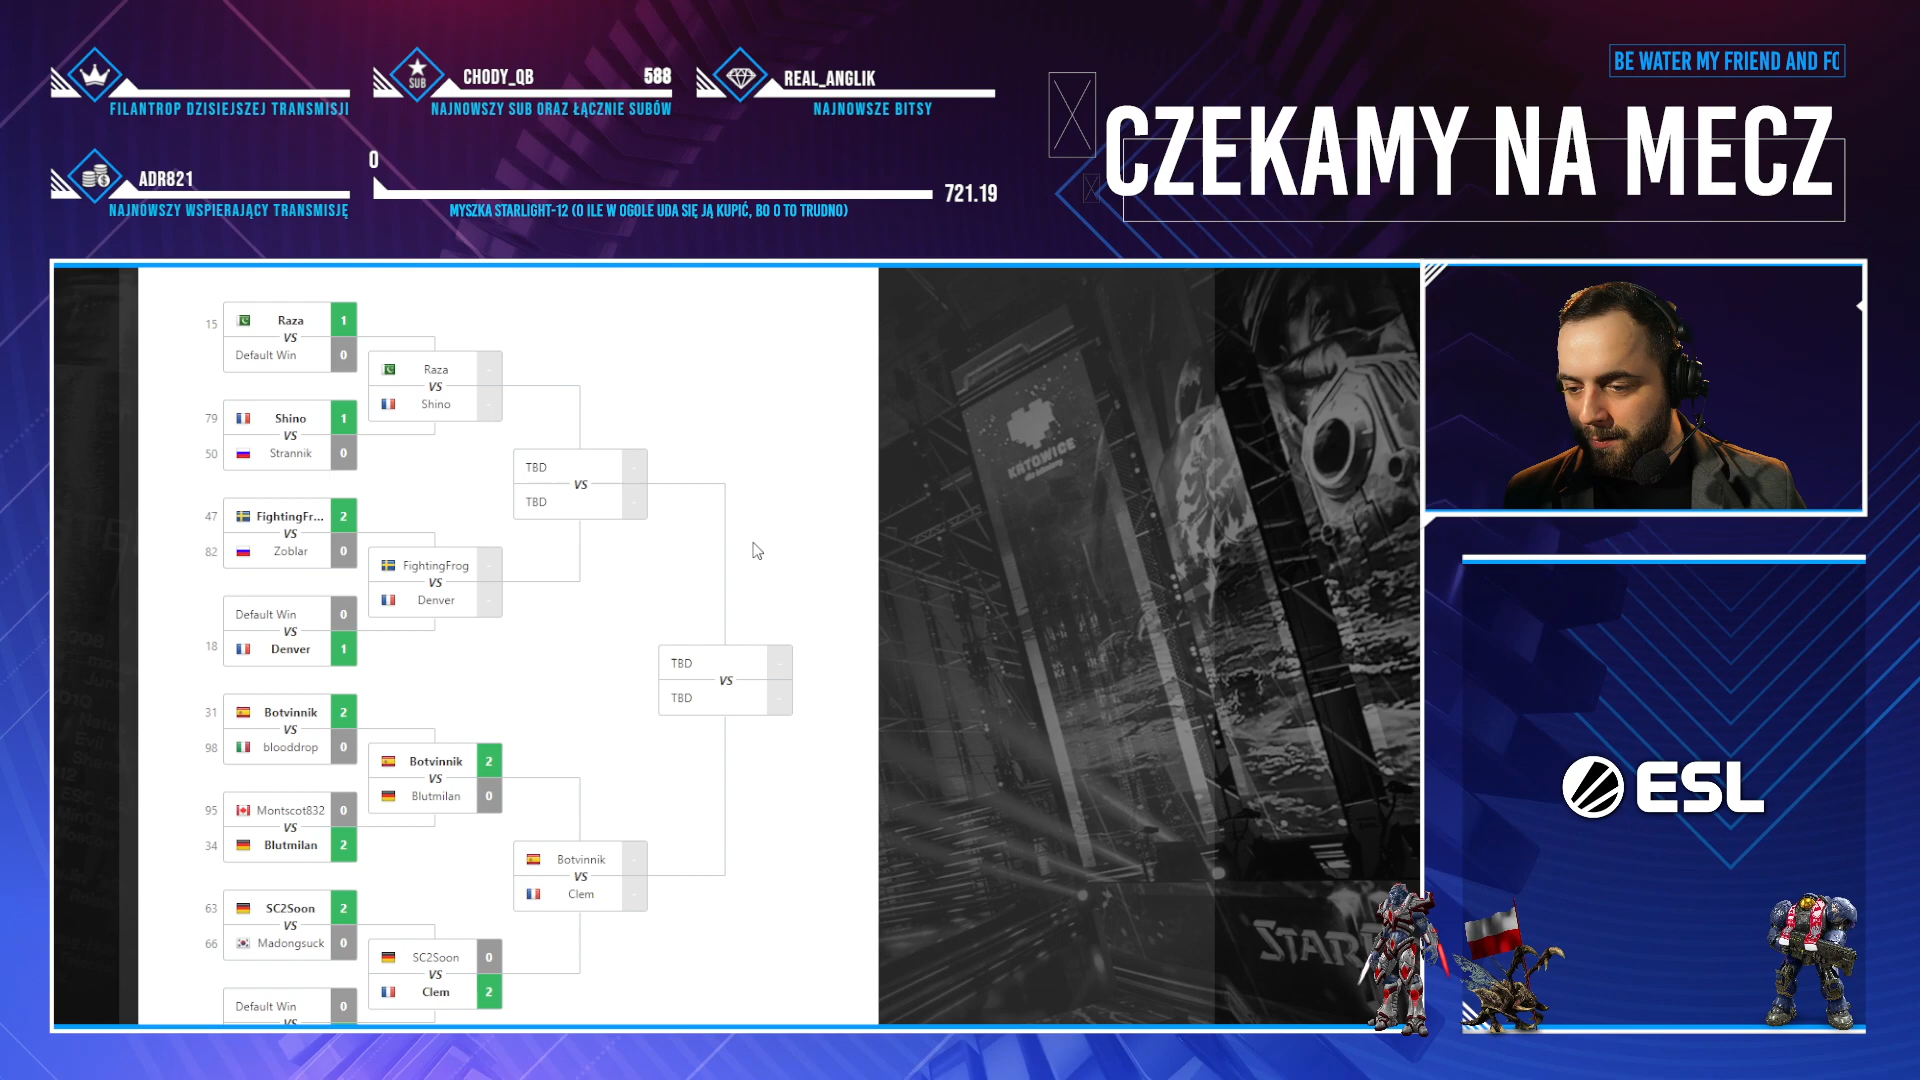 BE WATER MY FRIEND AND FO
CHODY_QB
588
REAL_ANGLIK
FILANTROP DZISIEJSZEJ TRANSMISJI
SUB
NAJNOWSZY SUB ORAZ ŁĄCZNIE SUBÓW
NAJNOWSZE BITSY
CZEKAMY NA MECZ
ADR821
0
721.19
NAJNOWSZY WSPIERAJĄCY TRANSMISJĘ
MYSZKA STARLIGHT-12 (O ILE W OGOLE UDA SIĘ JĄ KUPIĆ, BO O TO TRUDNO)
15
Raza
1
VS
Default Win
0
Raza
-
VS
Shino
-
79
Shino
1
VS
50
Strannik
0
TBD
-
VS
TBD
-
47
FightingFr...
2
VS
82
Zoblar
0
FightingFrog
-
VS
Denver
-
Default Win
0
VS
18
Denver
1
TBD
-
VS
TBD
-
31
Botvinnik
2
VS
98
blooddrop
0
Botvinnik
2
VS
Blutmilan
0
95
Montscot832
0
VS
34
Blutmilan
2
Botvinnik
-
VS
Clem
-
63
SC2Soon
2
VS
66
Madongsuck
0
SC2Soon
0
VS
Clem
2
Default Win
0
VS
KATOWICE
STAR
ESL